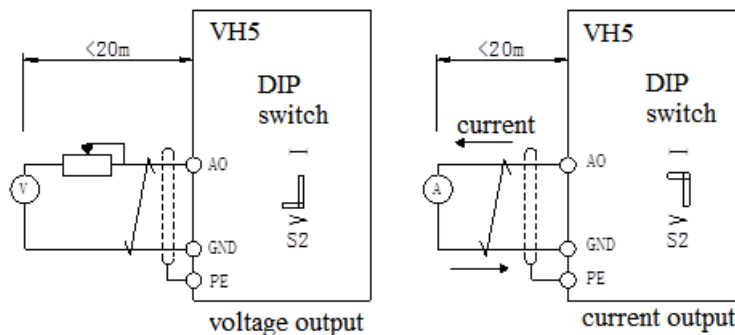 VH5
<20m
DIP
switch
I
AO
V
V
S2
GND
PE
voltage output
VH5
<20m
DIP
switch
current
I
AO
A
V
S2
GND
PE
current output